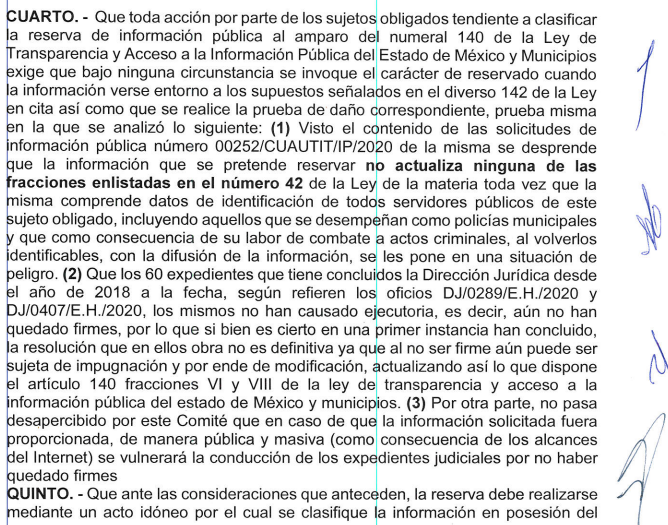 CUARTO. - Que toda acción por parte de los sujetos obligados tendiente a clasificar
la reserva de información pública al amparo del numeral 140 de la Ley de
Transparencia y Acceso a la Información Pública del Estado de México y Municipios
exige que bajo ninguna circunstancia se invoque el carácter de reservado cuando
la información verse entorno a los supuestos señalados en el diverso 142 de la Ley
en cita así como que se realice la prueba de daño correspondiente, prueba misma
en la que se analizó lo siguiente: (1) Visto el contenido de las solicitudes de
información pública número 00252/CUAUTIT/IP/2020 de la misma se desprende
que la información que se pretende reservar no actualiza ninguna de las
fracciones enlistadas en el número 42 de la Ley de la materia toda vez que la
misma comprende datos de identificación de todos servidores públicos de este
sujeto obligado, incluyendo aquellos que se desempeñan como policías municipales
y que como consecuencia de su labor de combate a actos criminales, al volverlos
identificables, con la difusión de la información, se les pone en una situación de
peligro. (2) Que los 60 expedientes que tiene concluidos la Dirección Jurídica desde
el año de 2018 a la fecha, según refieren los oficios DJ/0289/E.H./2020 y
DJ/0407/E.H./2020, los mismos no han causado ejecutoria, es decir, aún no han
quedado firmes, por lo que si bien es cierto en una primer instancia han concluido,
la resolución que en ellos obra no es definitiva ya que al no ser firme aún puede ser
sujeta de impugnación y por ende de modificación, actualizando así lo que dispone
el artículo 140 fracciones VI y VIII de la ley de transparencia y acceso a la
información pública del estado de México y municipios. (3) Por otra parte, no pasa
desapercibido por este Comité que en caso de que la información solicitada fuera
proporcionada, de manera pública y masiva (como consecuencia de los alcances
del Internet) se vulnerará la conducción de los expedientes judiciales por no haber
quedado firmes
QUINTO. - Que ante las consideraciones que anteceden, la reserva debe realizarse
mediante un acto idóneo por el cual se clasifique la información en posesión del